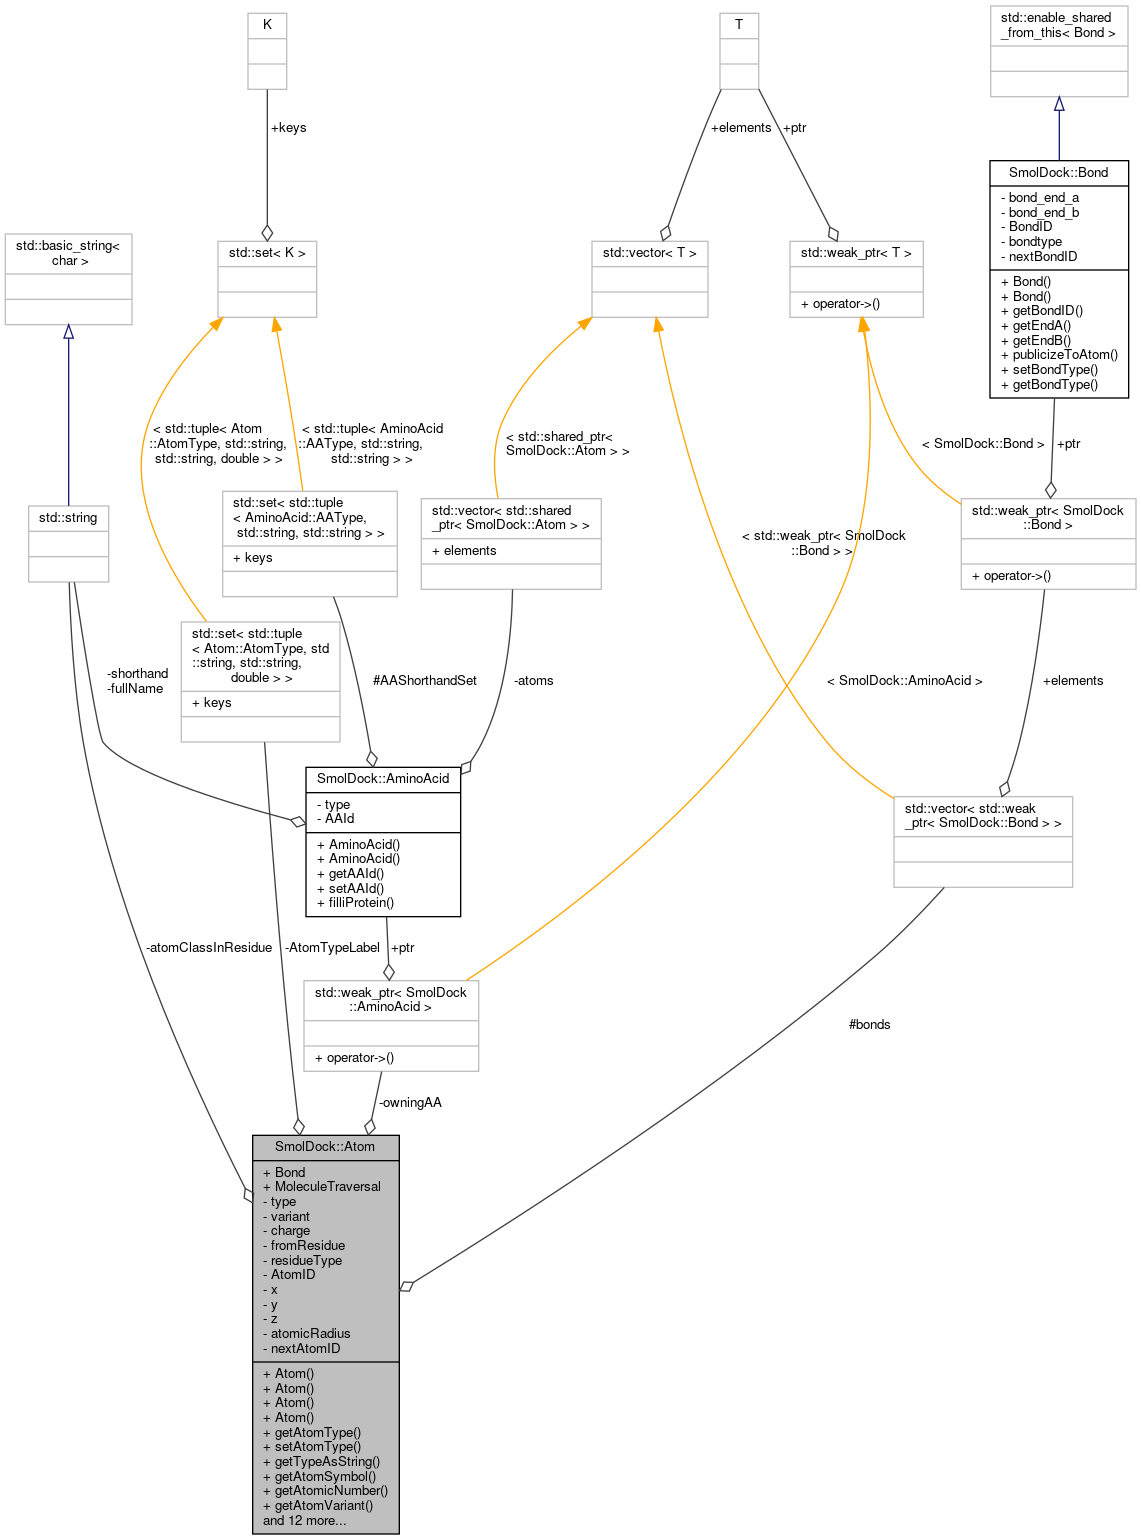 K
T
std::enable_shared
_from_this< Bond >
+keys
+elements
+ptr
SmolDock::Bond
- bond_end_a
- bond_end_b
- BondID
- bondtype
- nextBondID
+ Bond()
+ Bond()
+ getBondID()
+ getEndA()
+ getEndB()
+ publicizeToAtom()
+ setBondType()
+ getBondType()
std::basic_string<
char >
std::set< K >
std::vector< T >
std::weak_ptr< T >
+ operator->()
< std::tuple< Atom
::AtomType, std::string,
std::string, double > >
< std::tuple< AminoAcid
::AAType, std::string,
std::string > >
< std::shared_ptr<
SmolDock::Atom > >
< SmolDock::Bond >
+ptr
std::string
std::set< std::tuple
< AminoAcid::AAType,
std::string, std::string > >
+ keys
std::vector< std::shared
_ptr< SmolDock::Atom > >
+ elements
< std::weak_ptr< SmolDock
::Bond > >
std::weak_ptr< SmolDock
::Bond >
+ operator->()
std::set< std::tuple
< Atom::AtomType, std
::string, std::string,
double > >
+ keys
-shorthand
-fullName
#AAShorthandSet
-atoms
< SmolDock::AminoAcid >
+elements
SmolDock::AminoAcid
- type
- AAId
+ AminoAcid()
+ AminoAcid()
+ getAAId()
+ setAAId()
+ filliProtein()
std::vector< std::weak
_ptr< SmolDock::Bond > >
-atomClassInResidue
-AtomTypeLabel
+ptr
std::weak_ptr< SmolDock
::AminoAcid >
+ operator->()
#bonds
-owningAA
SmolDock::Atom
+ Bond
+ MoleculeTraversal
- type
- variant
- charge
- fromResidue
- residueType
- AtomID
- x
- y
- z
- atomicRadius
- nextAtomID
+ Atom()
+ Atom()
+ Atom()
+ Atom()
+ getAtomType()
+ setAtomType()
+ getTypeAsString()
+ getAtomSymbol()
+ getAtomicNumber()
+ getAtomVariant()
and 12 more...